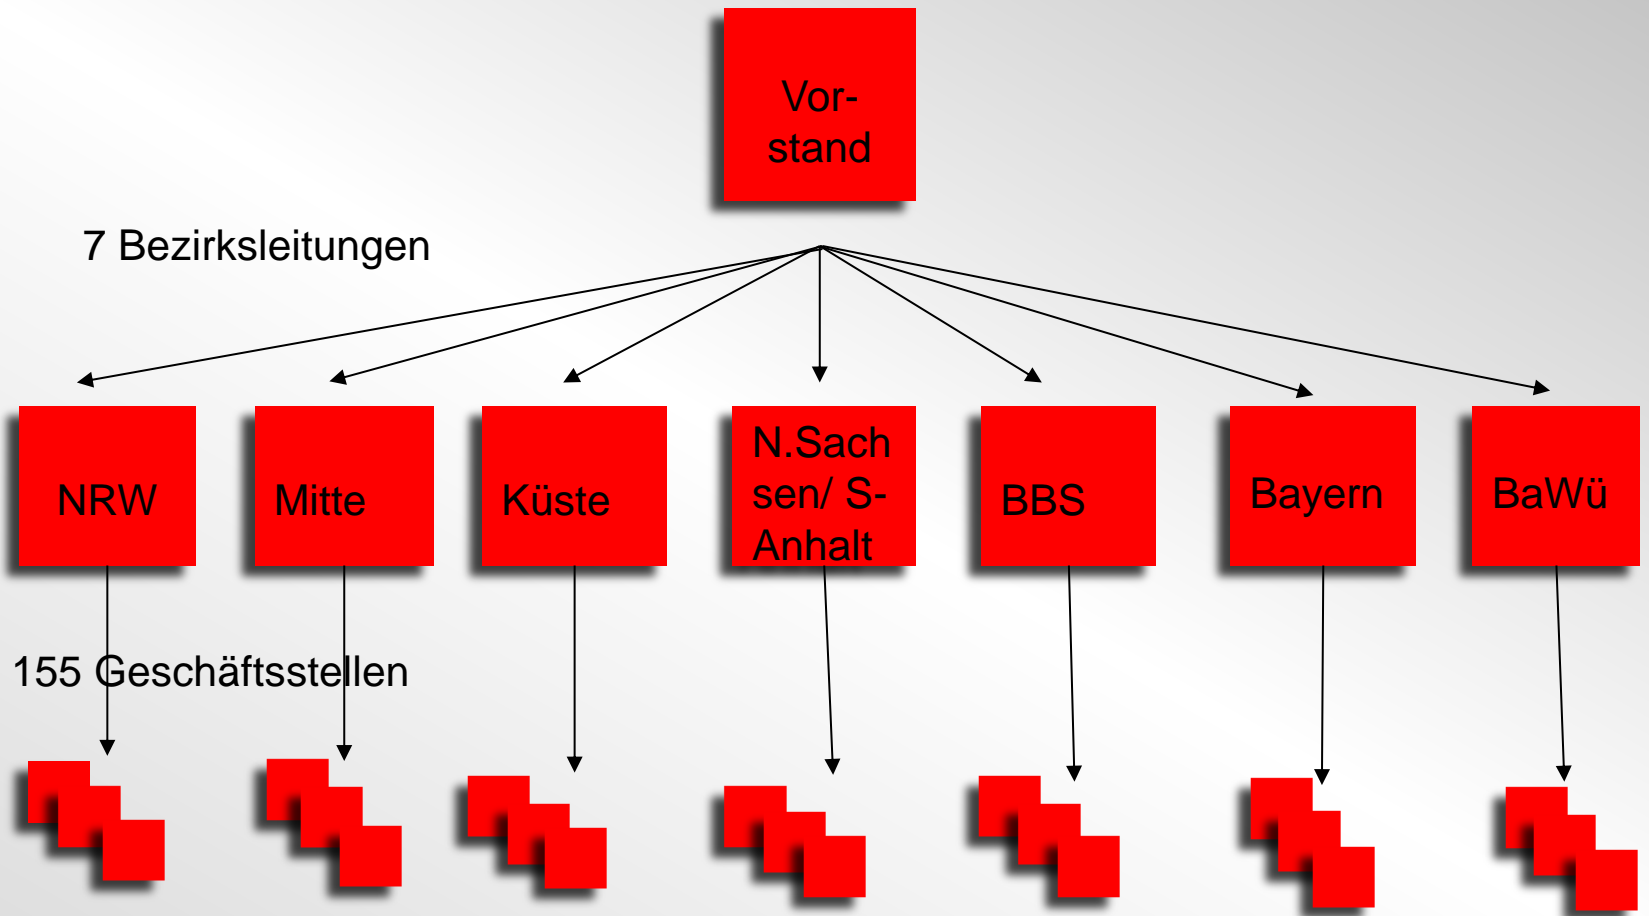 Vor-
stand
7 Bezirksleitungen
NRW
Mitte
Küste
N.Sach
sen/ S-
Anhalt
BBS
Bayern
BaWü
155 Geschäftsstellen